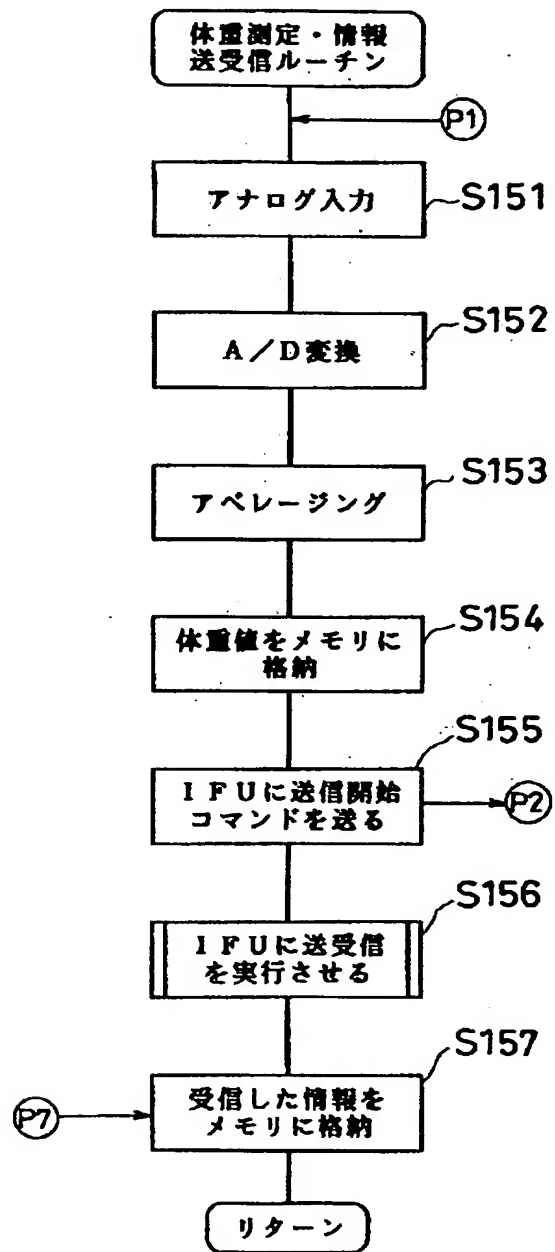 体重測定・情報
送受信ルーチン
P1
アナログ入力
S151
A/D変換
S152
アベレージング
S153
体重値をメモリに
格納
S154
IFUに送信開始
コマンドを送る
S155
P2
IFUに送受信
を実行させる
S156
受信した情報を
メモリに格納
S157
P7
リターン